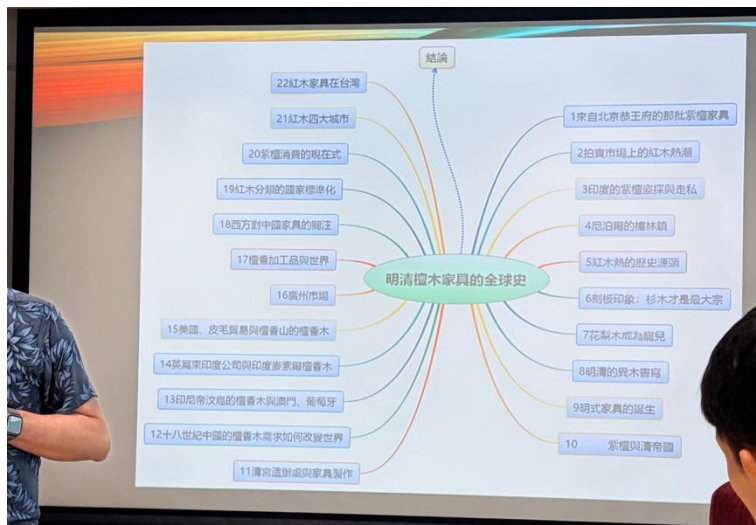 結論
明清檀木家具的全球史
1來自北京恭王府的那批紫檀家具
2拍賣市場上的紅木熱潮
3印度的紫檀盜採與走私
4尼泊爾的樟林鎮
5紅木熱的歷史源頭
6刻板印象：杉木才是最大宗
7花梨木成為寵兒
8明清的異木書寫
9明式家具的誕生
10 紫檀與清帝國
11清宮造辦處與家具製作
12十八世紀中國的檀香木需求如何改變世界
13印尼帝汶島的檀香木與澳門、葡萄牙
14英屬東印度公司與印度麥索爾檀香木
15美國、皮毛貿易與檀香山的檀香木
16廣州市場
17檀香加工品與世界
18西方對中國家具的關注
19紅木分類的國家標準化
20紫檀消費的現在式
21紅木四大城市
22紅木家具在台灣